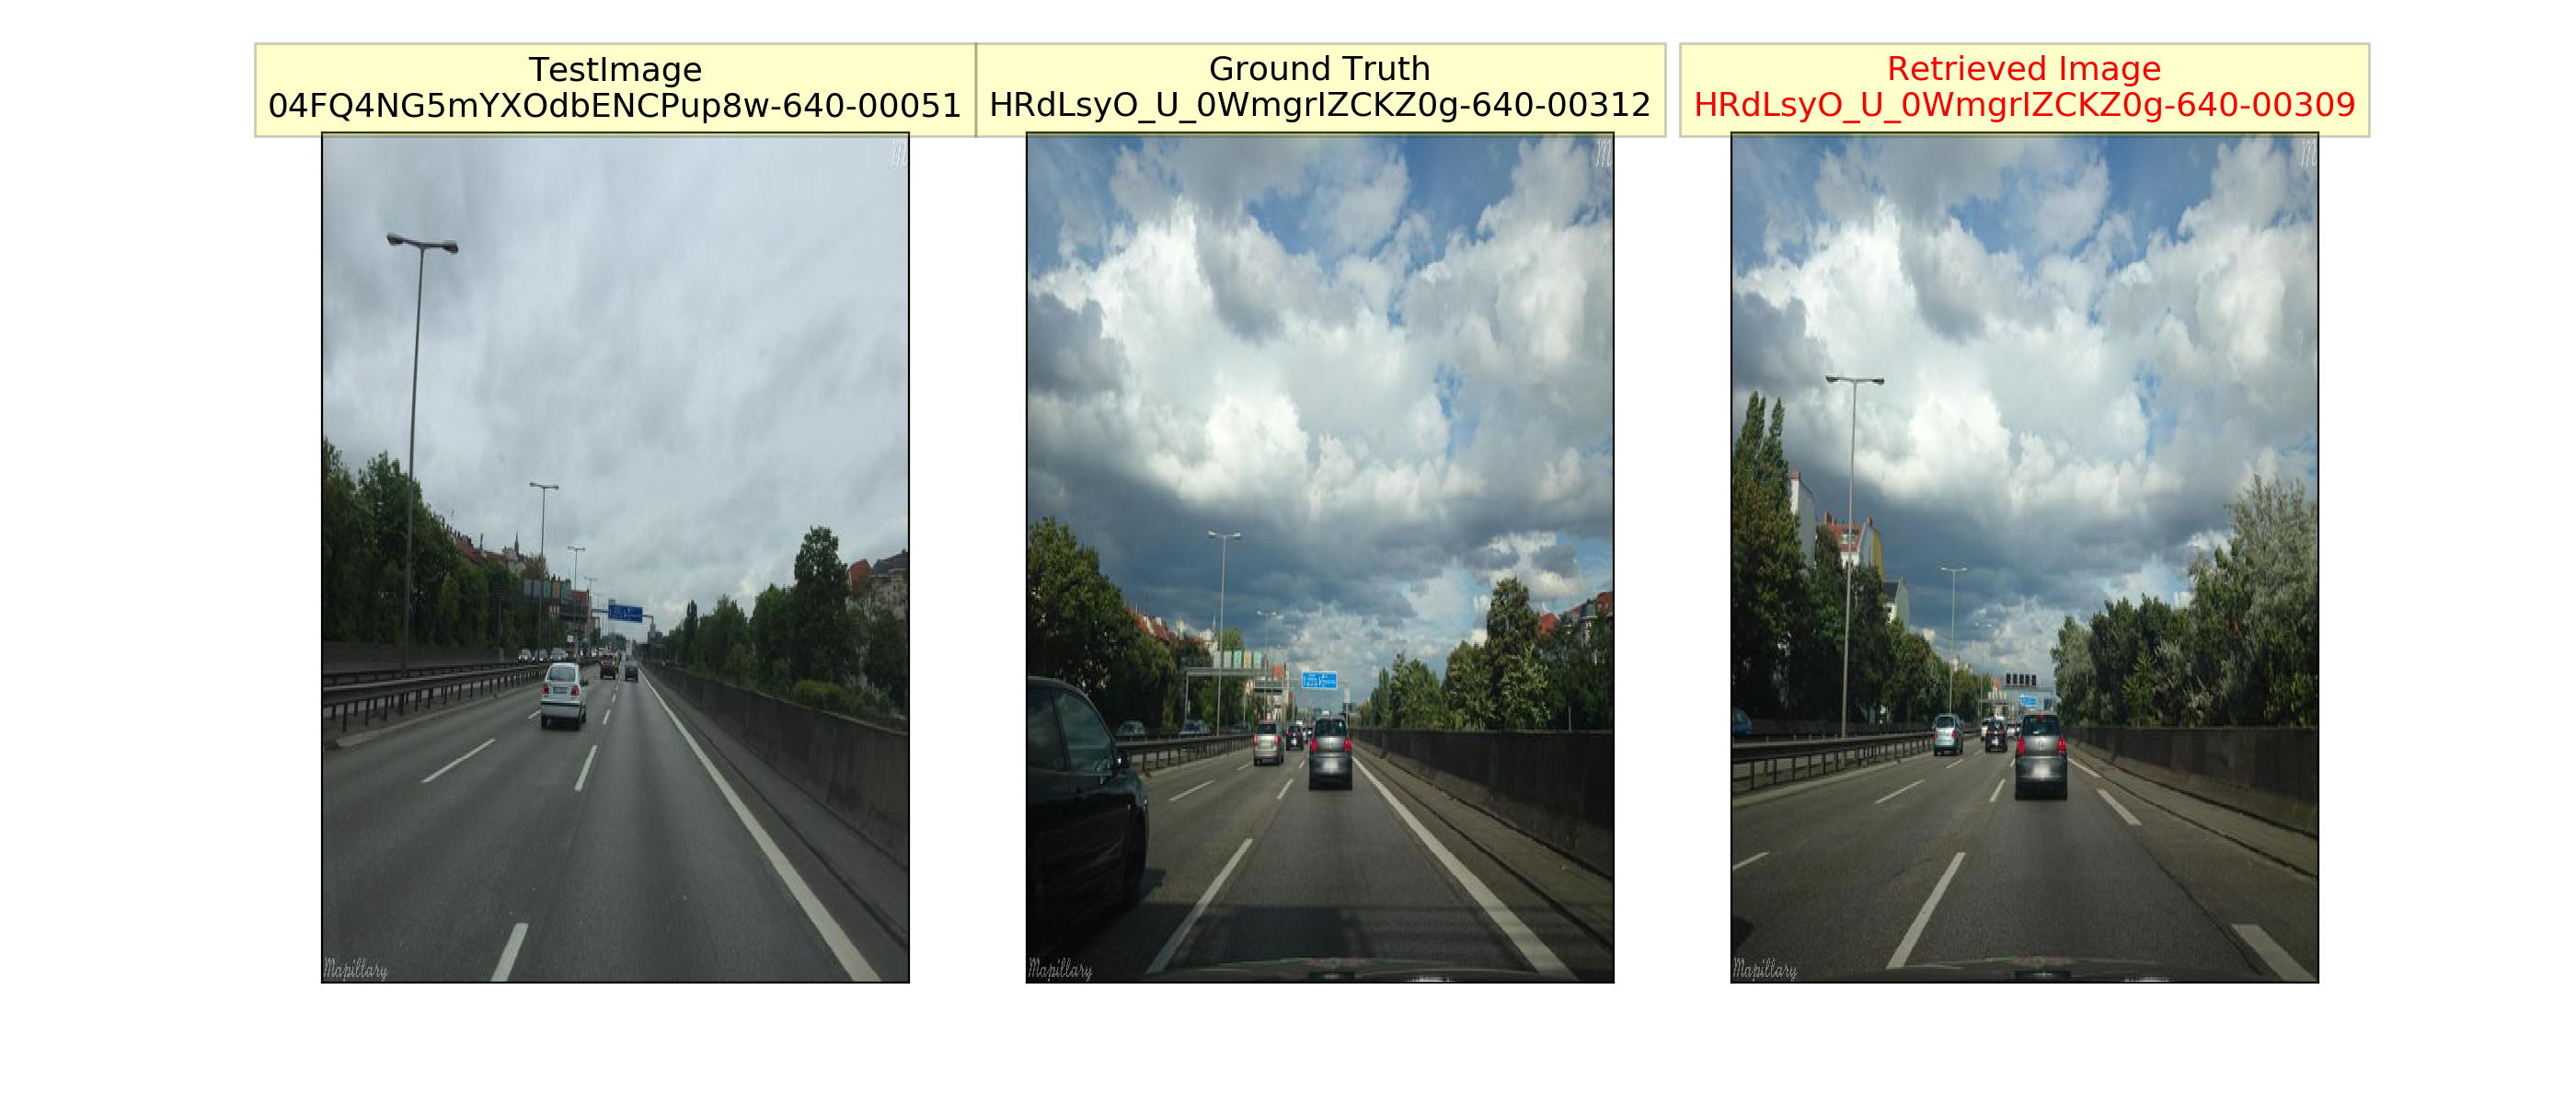 TestImage
04FQ4NG5mYXOdbENCPup8w-640-00051
Ground Truth
HRdLsyO_U_0WmgrIZCKZ0g-640-00312
Retrieved Image
HRdLsyO_U_0WmgrIZCKZ0g-640-00309
M
M
M
Mapillary
Mapillary
Mapillary